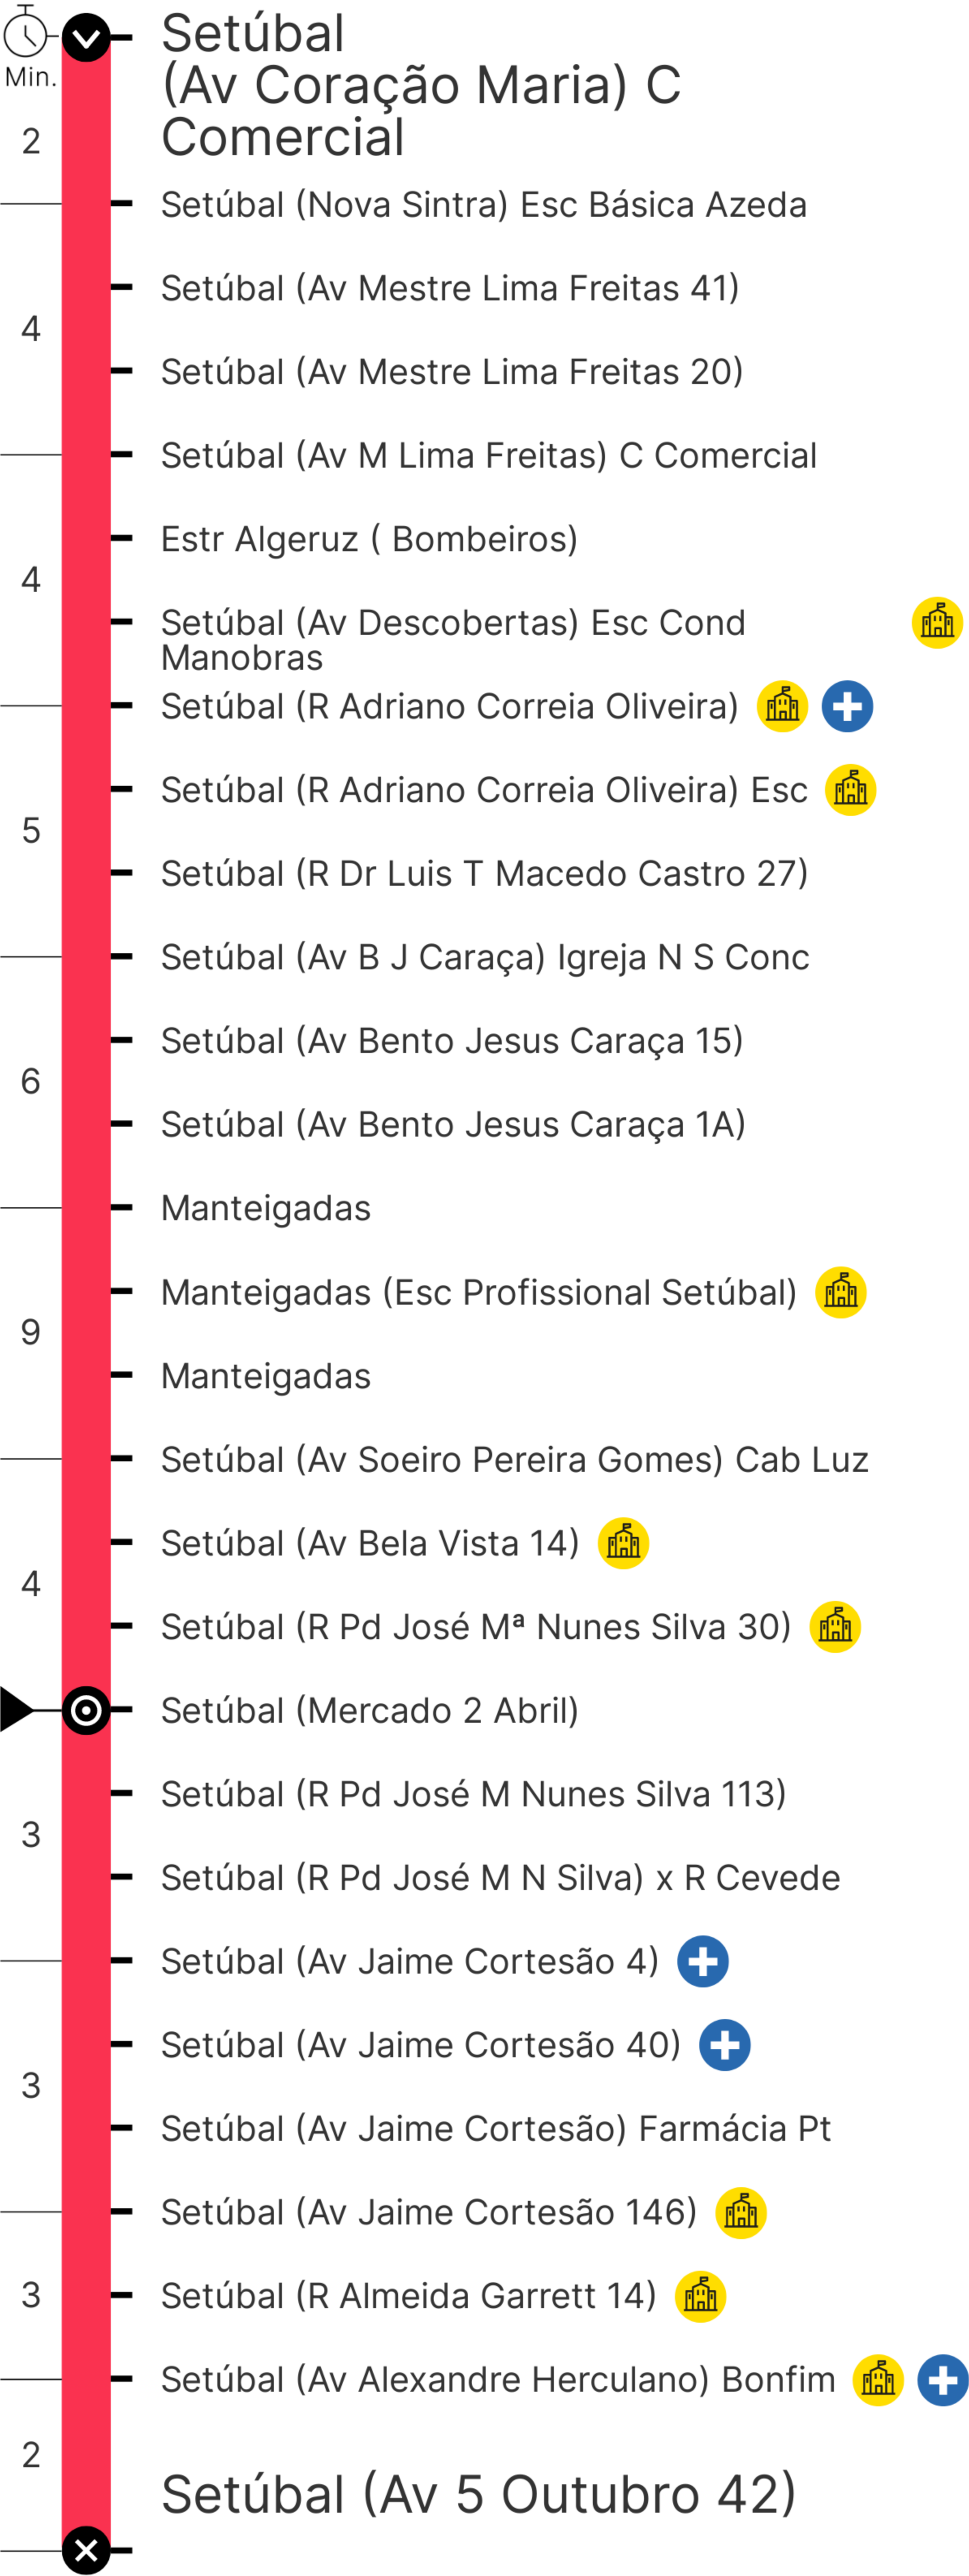 Min.
Setúbal
(Av Coração Maria) C
Comercial
2
Setúbal (Nova Sintra) Esc Básica Azeda
Setúbal (Av Mestre Lima Freitas 41)
4
Setúbal (Av Mestre Lima Freitas 20)
Setúbal (Av M Lima Freitas) C Comercial
Estr Algeruz ( Bombeiros)
4
Setúbal (Av Descobertas) Esc Cond
Manobras
Setúbal (R Adriano Correia Oliveira)
Setúbal (R Adriano Correia Oliveira) Esc
5
Setúbal (R Dr Luis T Macedo Castro 27)
Setúbal (Av B J Caraça) Igreja N S Conc
Setúbal (Av Bento Jesus Caraça 15)
6
Setúbal (Av Bento Jesus Caraça 1A)
Manteigadas
Manteigadas (Esc Profissional Setúbal)
9
Manteigadas
Setúbal (Av Soeiro Pereira Gomes) Cab Luz
Setúbal (Av Bela Vista 14)
4
Setúbal (R Pd José Mª Nunes Silva 30)
Setúbal (Mercado 2 Abril)
Setúbal (R Pd José M Nunes Silva 113)
3
Setúbal (R Pd José M N Silva) x R Cevede
Setúbal (Av Jaime Cortesão 4)
Setúbal (Av Jaime Cortesão 40)
3
Setúbal (Av Jaime Cortesão) Farmácia Pt
Setúbal (Av Jaime Cortesão 146)
3
Setúbal (R Almeida Garrett 14)
Setúbal (Av Alexandre Herculano) Bonfim
2
Setúbal (Av 5 Outubro 42)